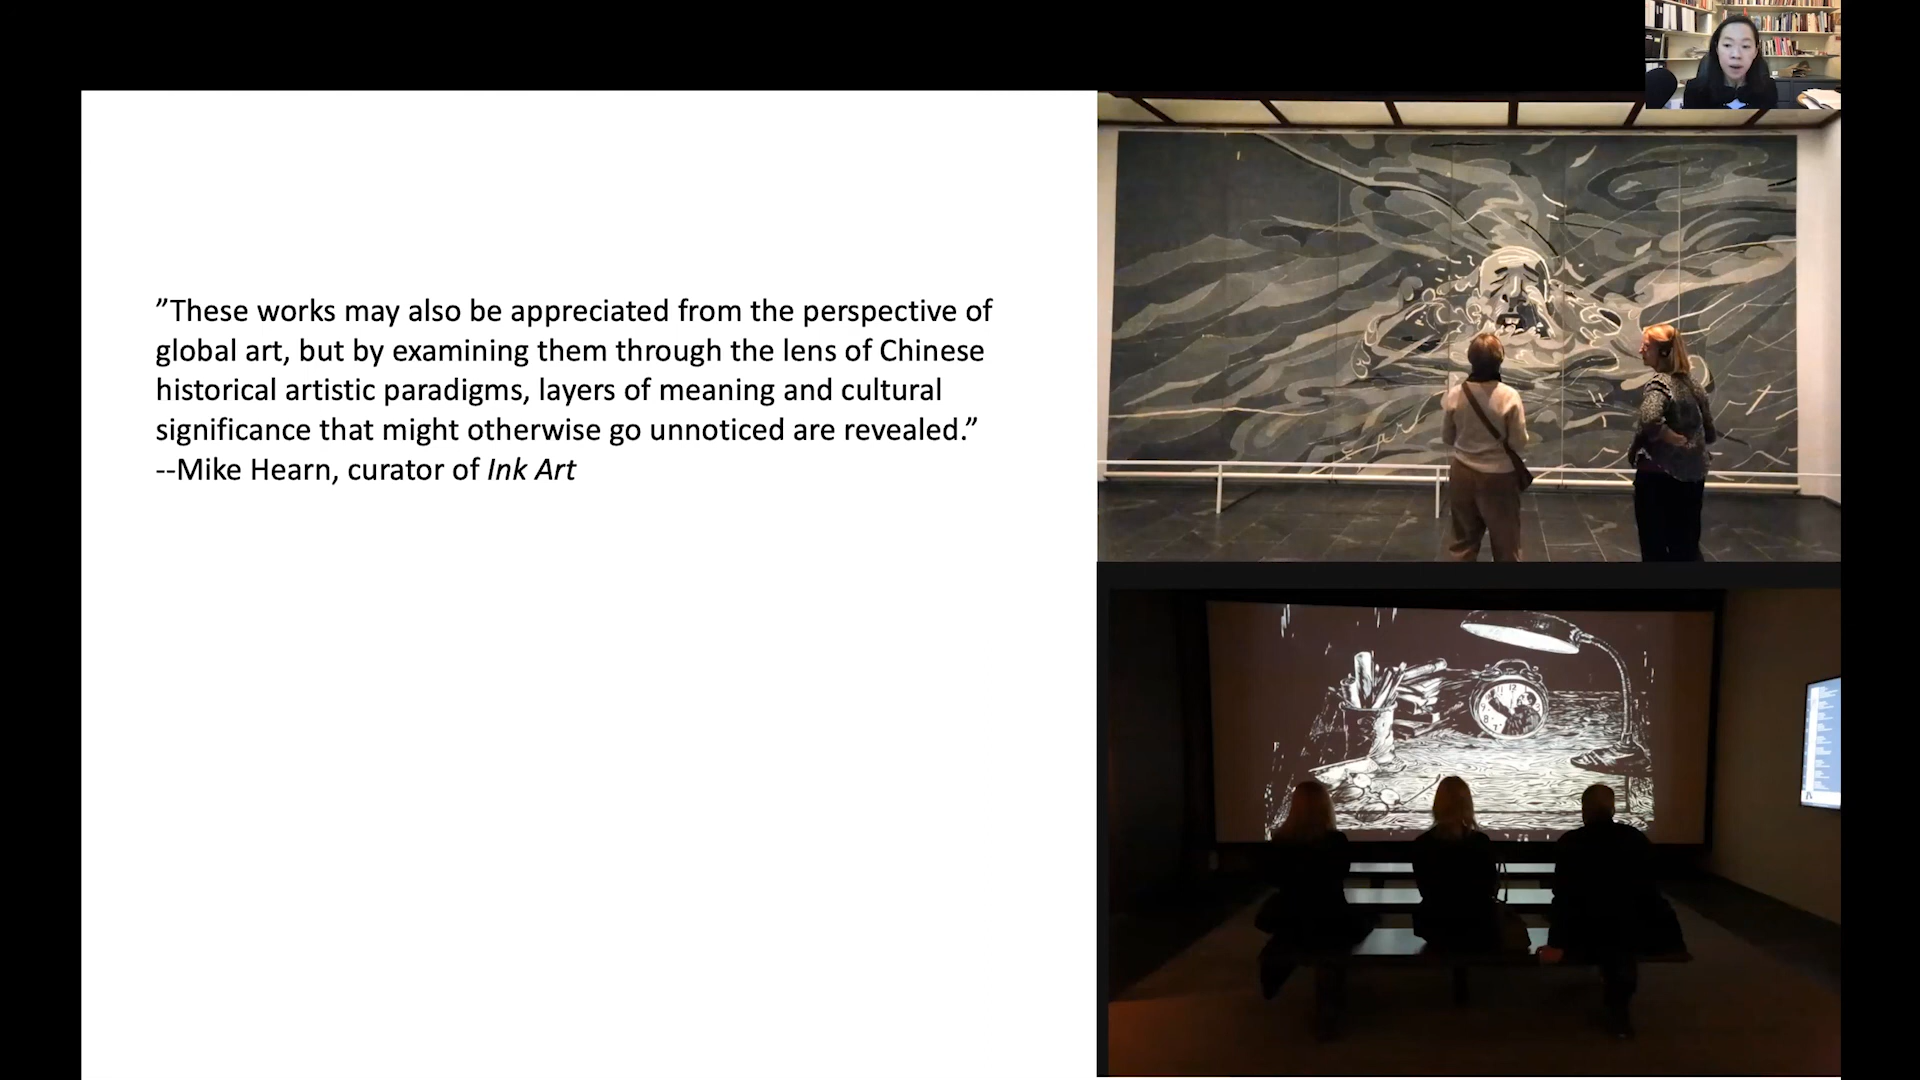 ”These works may also be appreciated from the perspective of
global art, but by examining them through the lens of Chinese
historical artistic paradigms, layers of meaning and cultural
significance that might otherwise go unnoticed are revealed.”
--Mike Hearn, curator of Ink Art